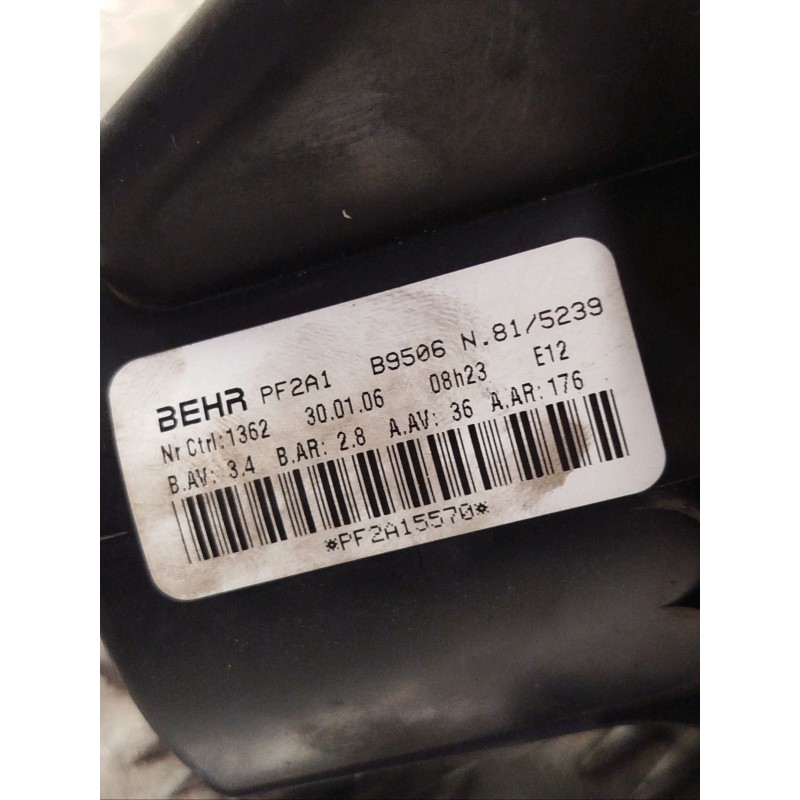 BEHR PF2A1 B9506 N.81/5239
Nr Ctrl:1362 30.01.06 08h23 E12
B.AV: 3.4 B.AR: 2.8 A.AV: 36 A.AR: 176
*PF2A15570*